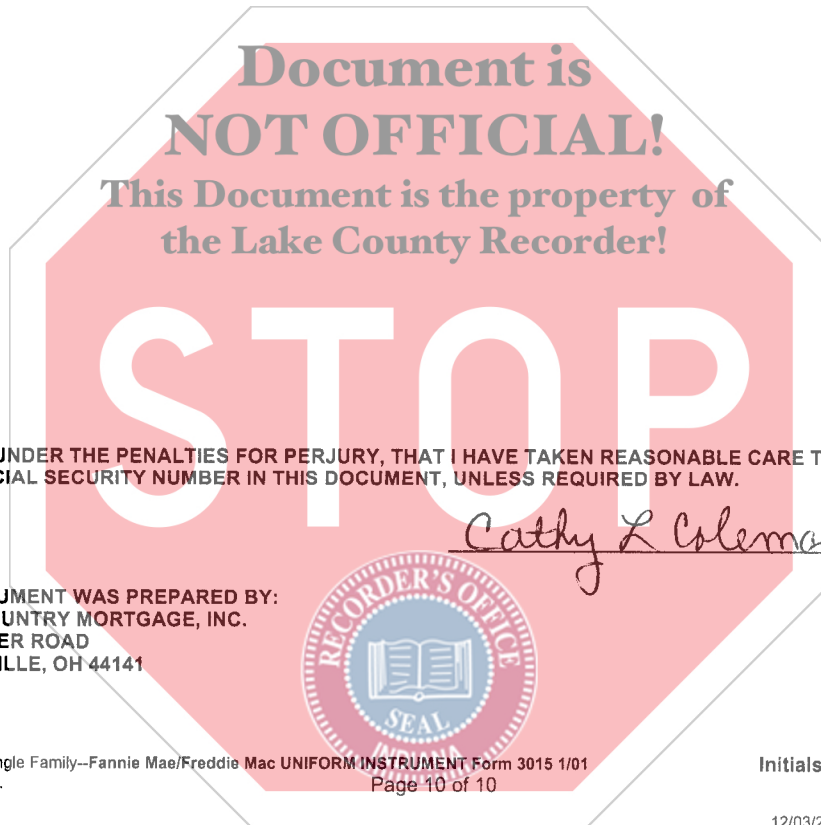 Document is
NOT OFFICIAL!
This Document is the property of
the Lake County Recorder!
STOP
UNDER THE PENALTIES FOR PERJURY, THAT I HAVE TAKEN REASONABLE CARE T
CIAL SECURITY NUMBER IN THIS DOCUMENT, UNLESS REQUIRED BY LAW.
Cathy L Colema
UMENT WAS PREPARED BY:
UNTRY MORTGAGE, INC.
ER ROAD
ILLE, OH 44141
RECORDER'S OFFICE
SEAL
INDIANA
ngle Family--Fannie Mae/Freddie Mac UNIFORM INSTRUMENT Form 3015 1/01
Page 10 of 10
Initials
12/03/2